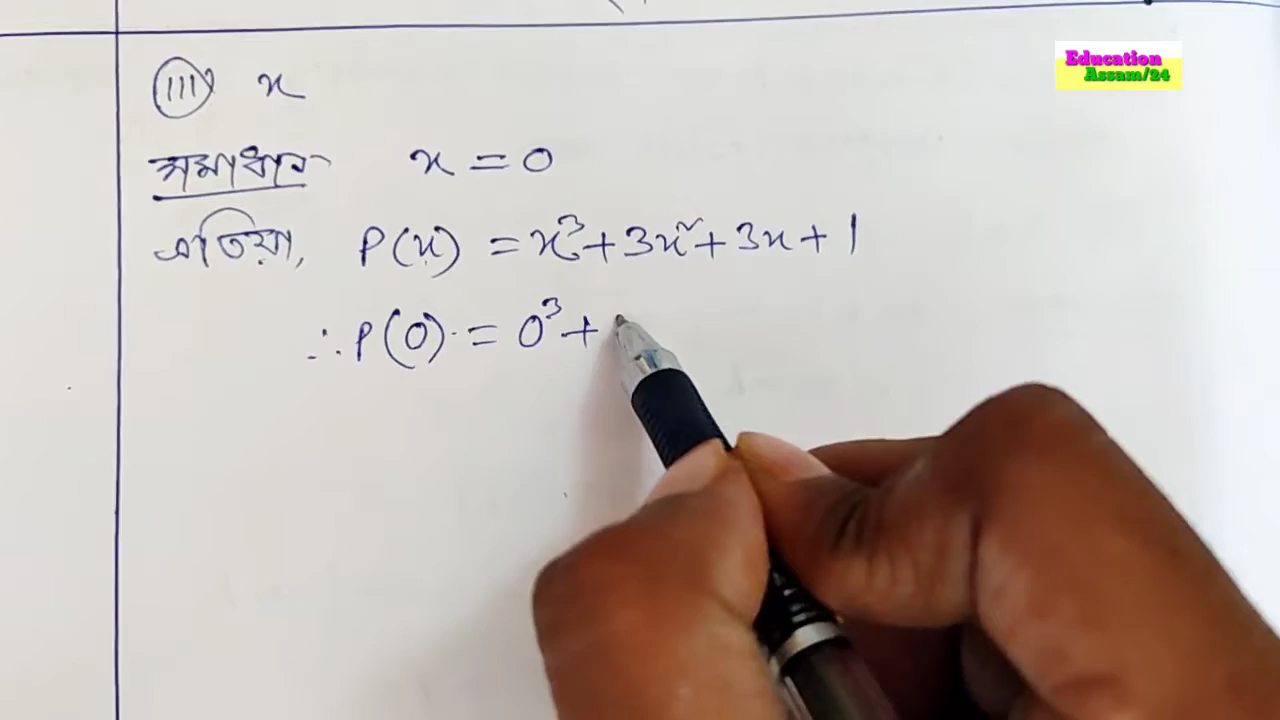 (iii) x
সমাধান x = 0
এতিয়া, P(x) = x³ + 3x² + 3x + 1
∴ P(0) = 0³ +
Education
Assam/24